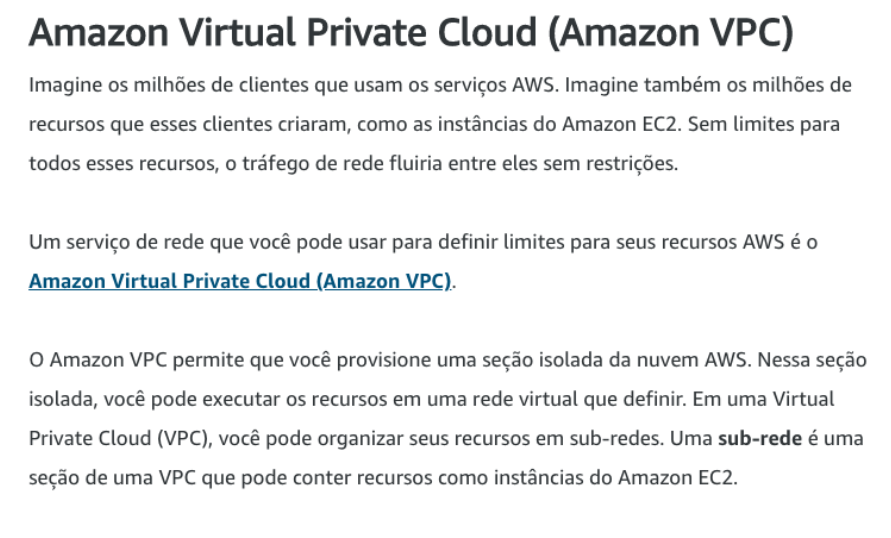 Amazon Virtual Private Cloud (Amazon VPC)
Imagine os milhões de clientes que usam os serviços AWS. Imagine também os milhões de
recursos que esses clientes criaram, como as instâncias do Amazon EC2. Sem limites para
todos esses recursos, o tráfego de rede fluiria entre eles sem restrições.
Um serviço de rede que você pode usar para definir limites para seus recursos AWS é o
Amazon Virtual Private Cloud (Amazon VPC).
O Amazon VPC permite que você provisione uma seção isolada da nuvem AWS. Nessa seção
isolada, você pode executar os recursos em uma rede virtual que definir. Em uma Virtual
Private Cloud (VPC), você pode organizar seus recursos em sub-redes. Uma sub-rede é uma
seção de uma VPC que pode conter recursos como instâncias do Amazon EC2.